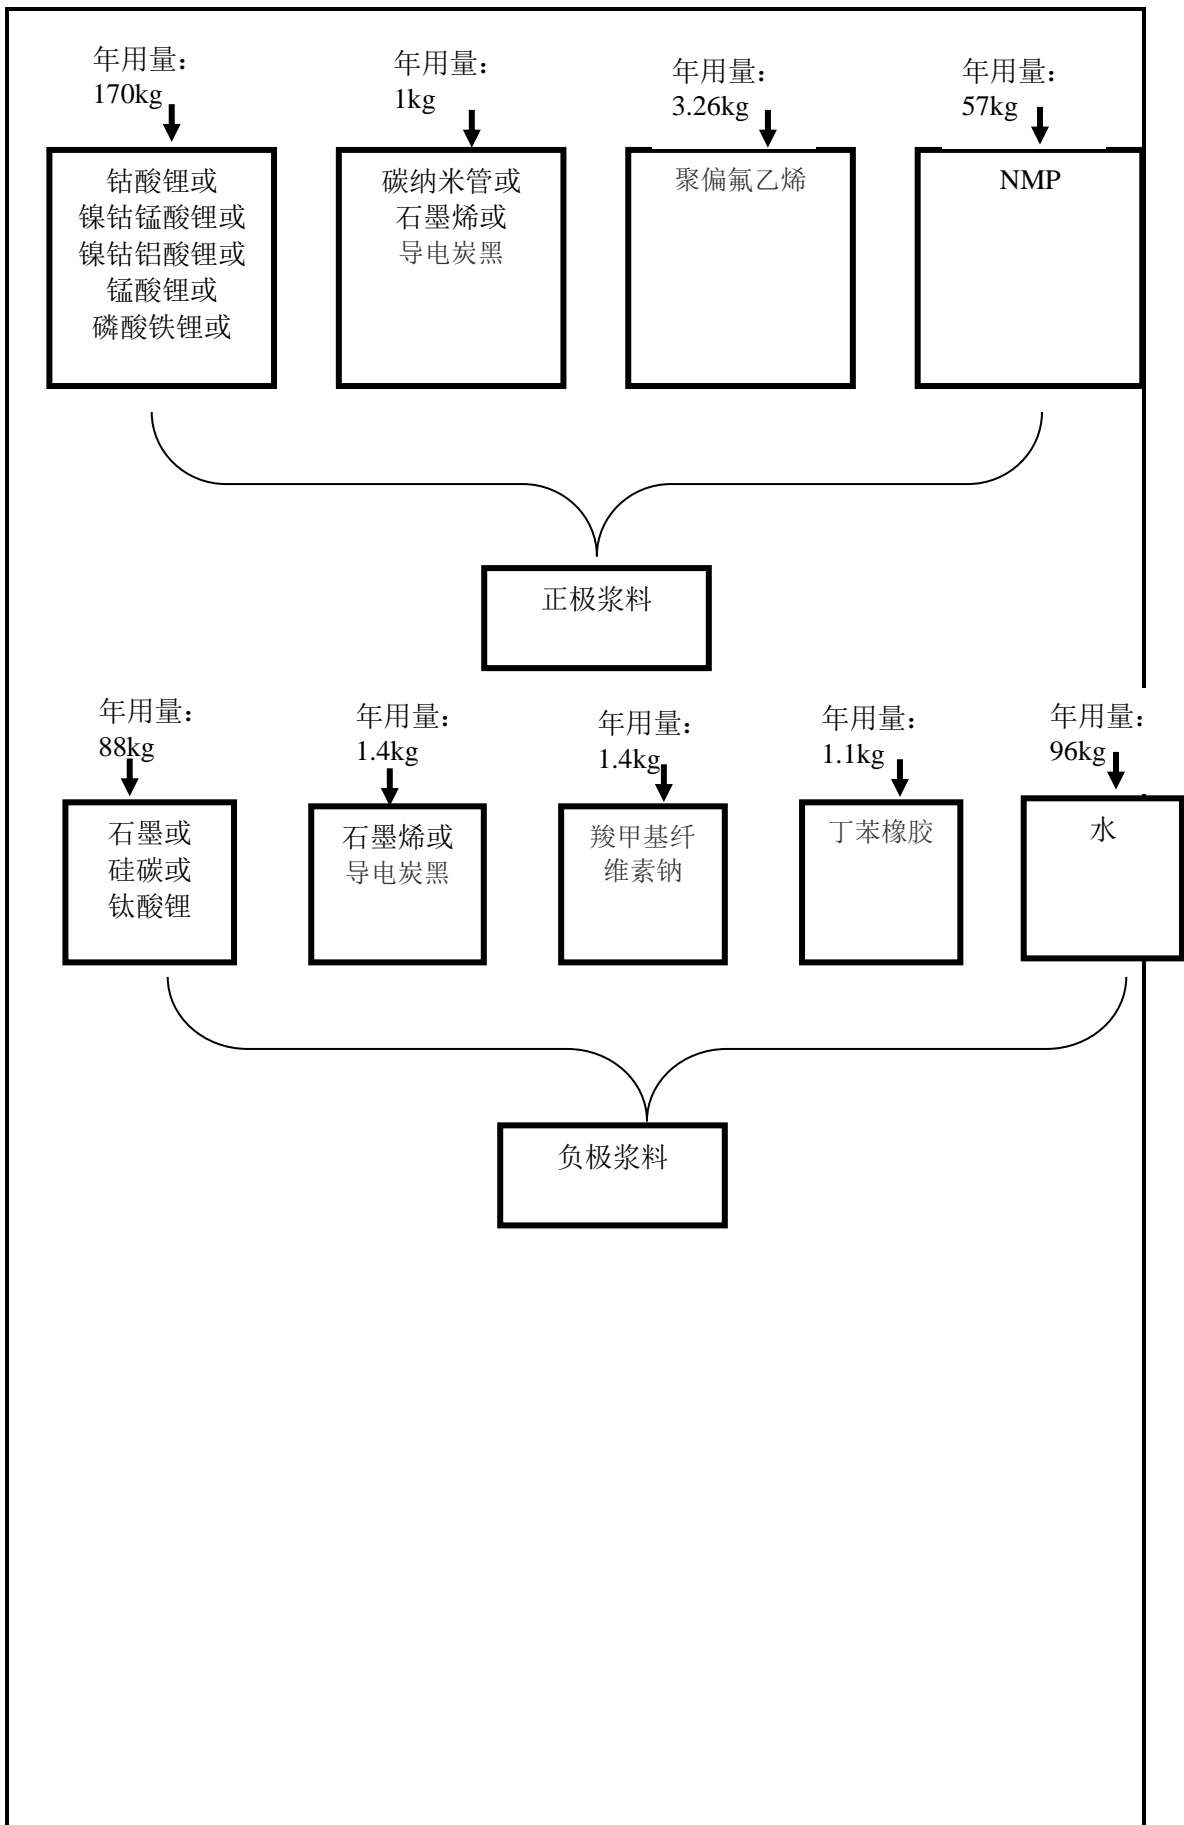 年用量：
170kg
年用量：
1kg
年用量：
3.26kg
年用量：
57kg
钴酸锂或
镍钴锰酸锂或
镍钴铝酸锂或
锰酸锂或
磷酸铁锂或
碳纳米管或
石墨烯或
导电炭黑
聚偏氟乙烯
NMP
正极浆料
年用量：
88kg
年用量：
1.4kg
年用量：
1.4kg
年用量：
1.1kg
年用量：
96kg
石墨或
硅碳或
钛酸锂
石墨烯或
导电炭黑
羧甲基纤
维素钠
丁苯橡胶
水
负极浆料